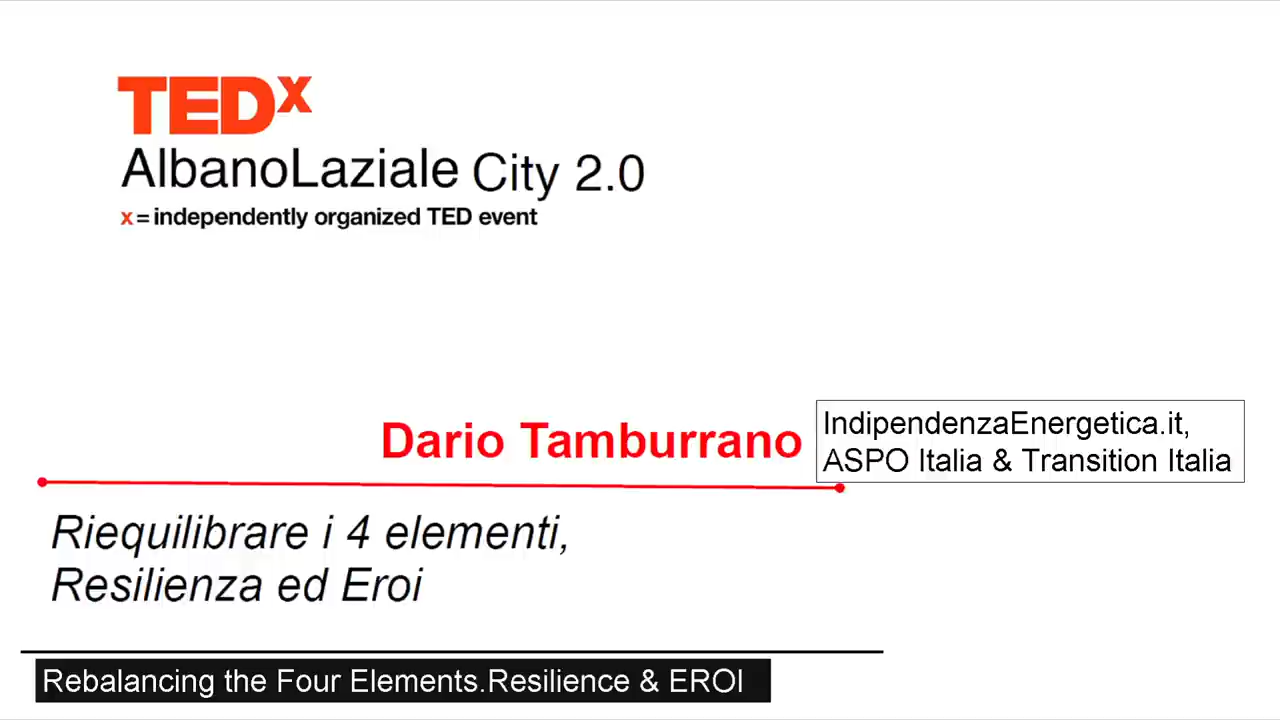 TEDx
AlbanoLaziale City 2.0
x=independently organized TED event
Dario Tamburrano
IndipendenzaEnergetica.it,
ASPO Italia & Transition Italia
Riequilibrare i 4 elementi,
Resilienza ed Eroi
Rebalancing the Four Elements.Resilience & EROI